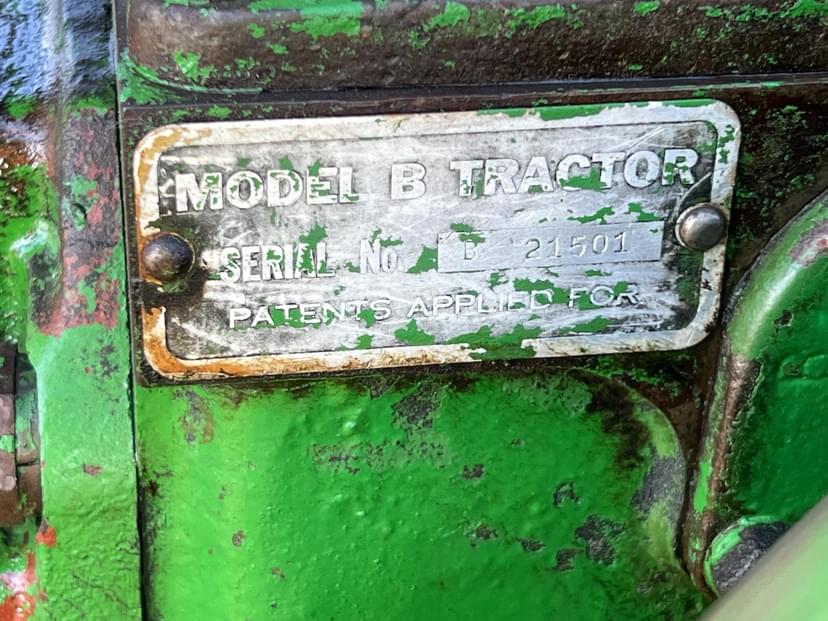 MODEL B TRACTOR
SERIAL No. B 21501
PATENTS APPLIED FOR